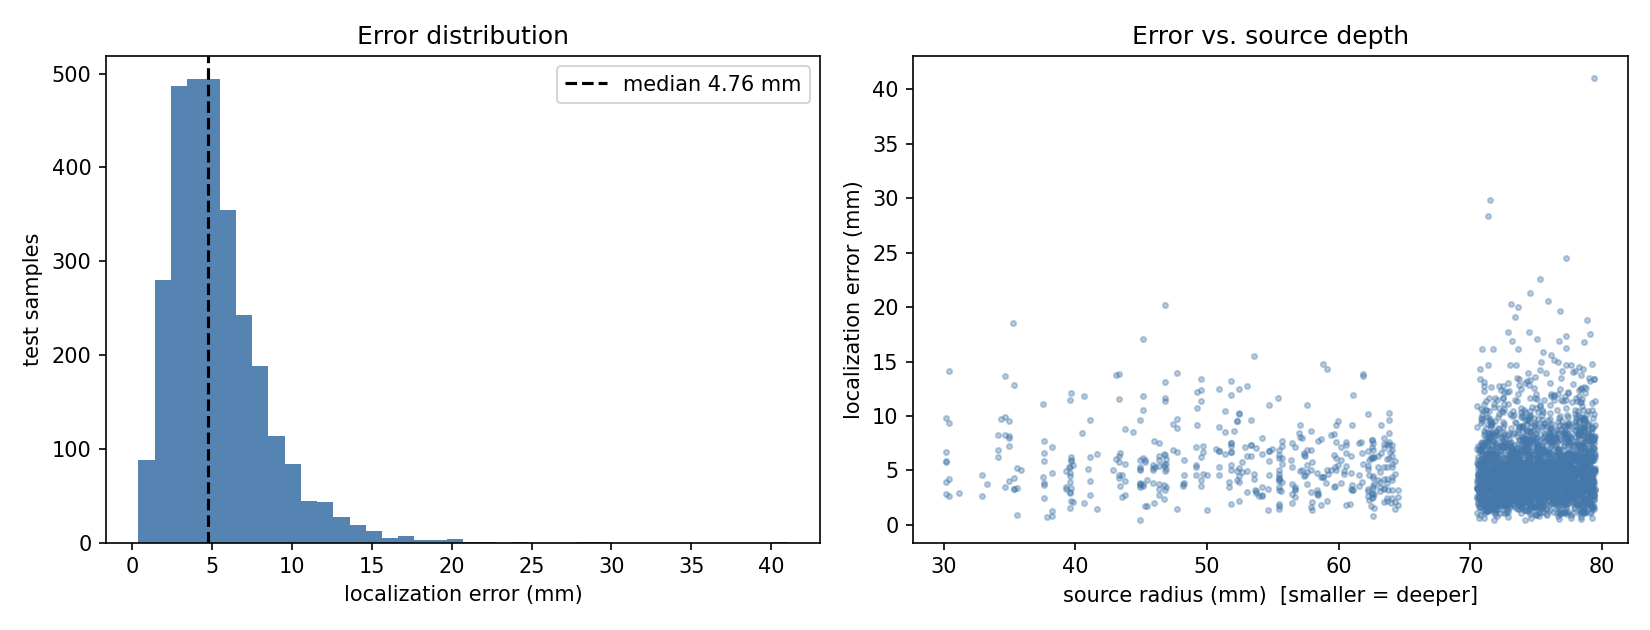 Error distribution
median 4.76 mm
500
400
300
200
100
0
test samples
0 5 10 15 20 25 30 35 40
localization error (mm)
Error vs. source depth
40
35
30
25
20
15
10
5
0
localization error (mm)
30 40 50 60 70 80
source radius (mm) [smaller = deeper]